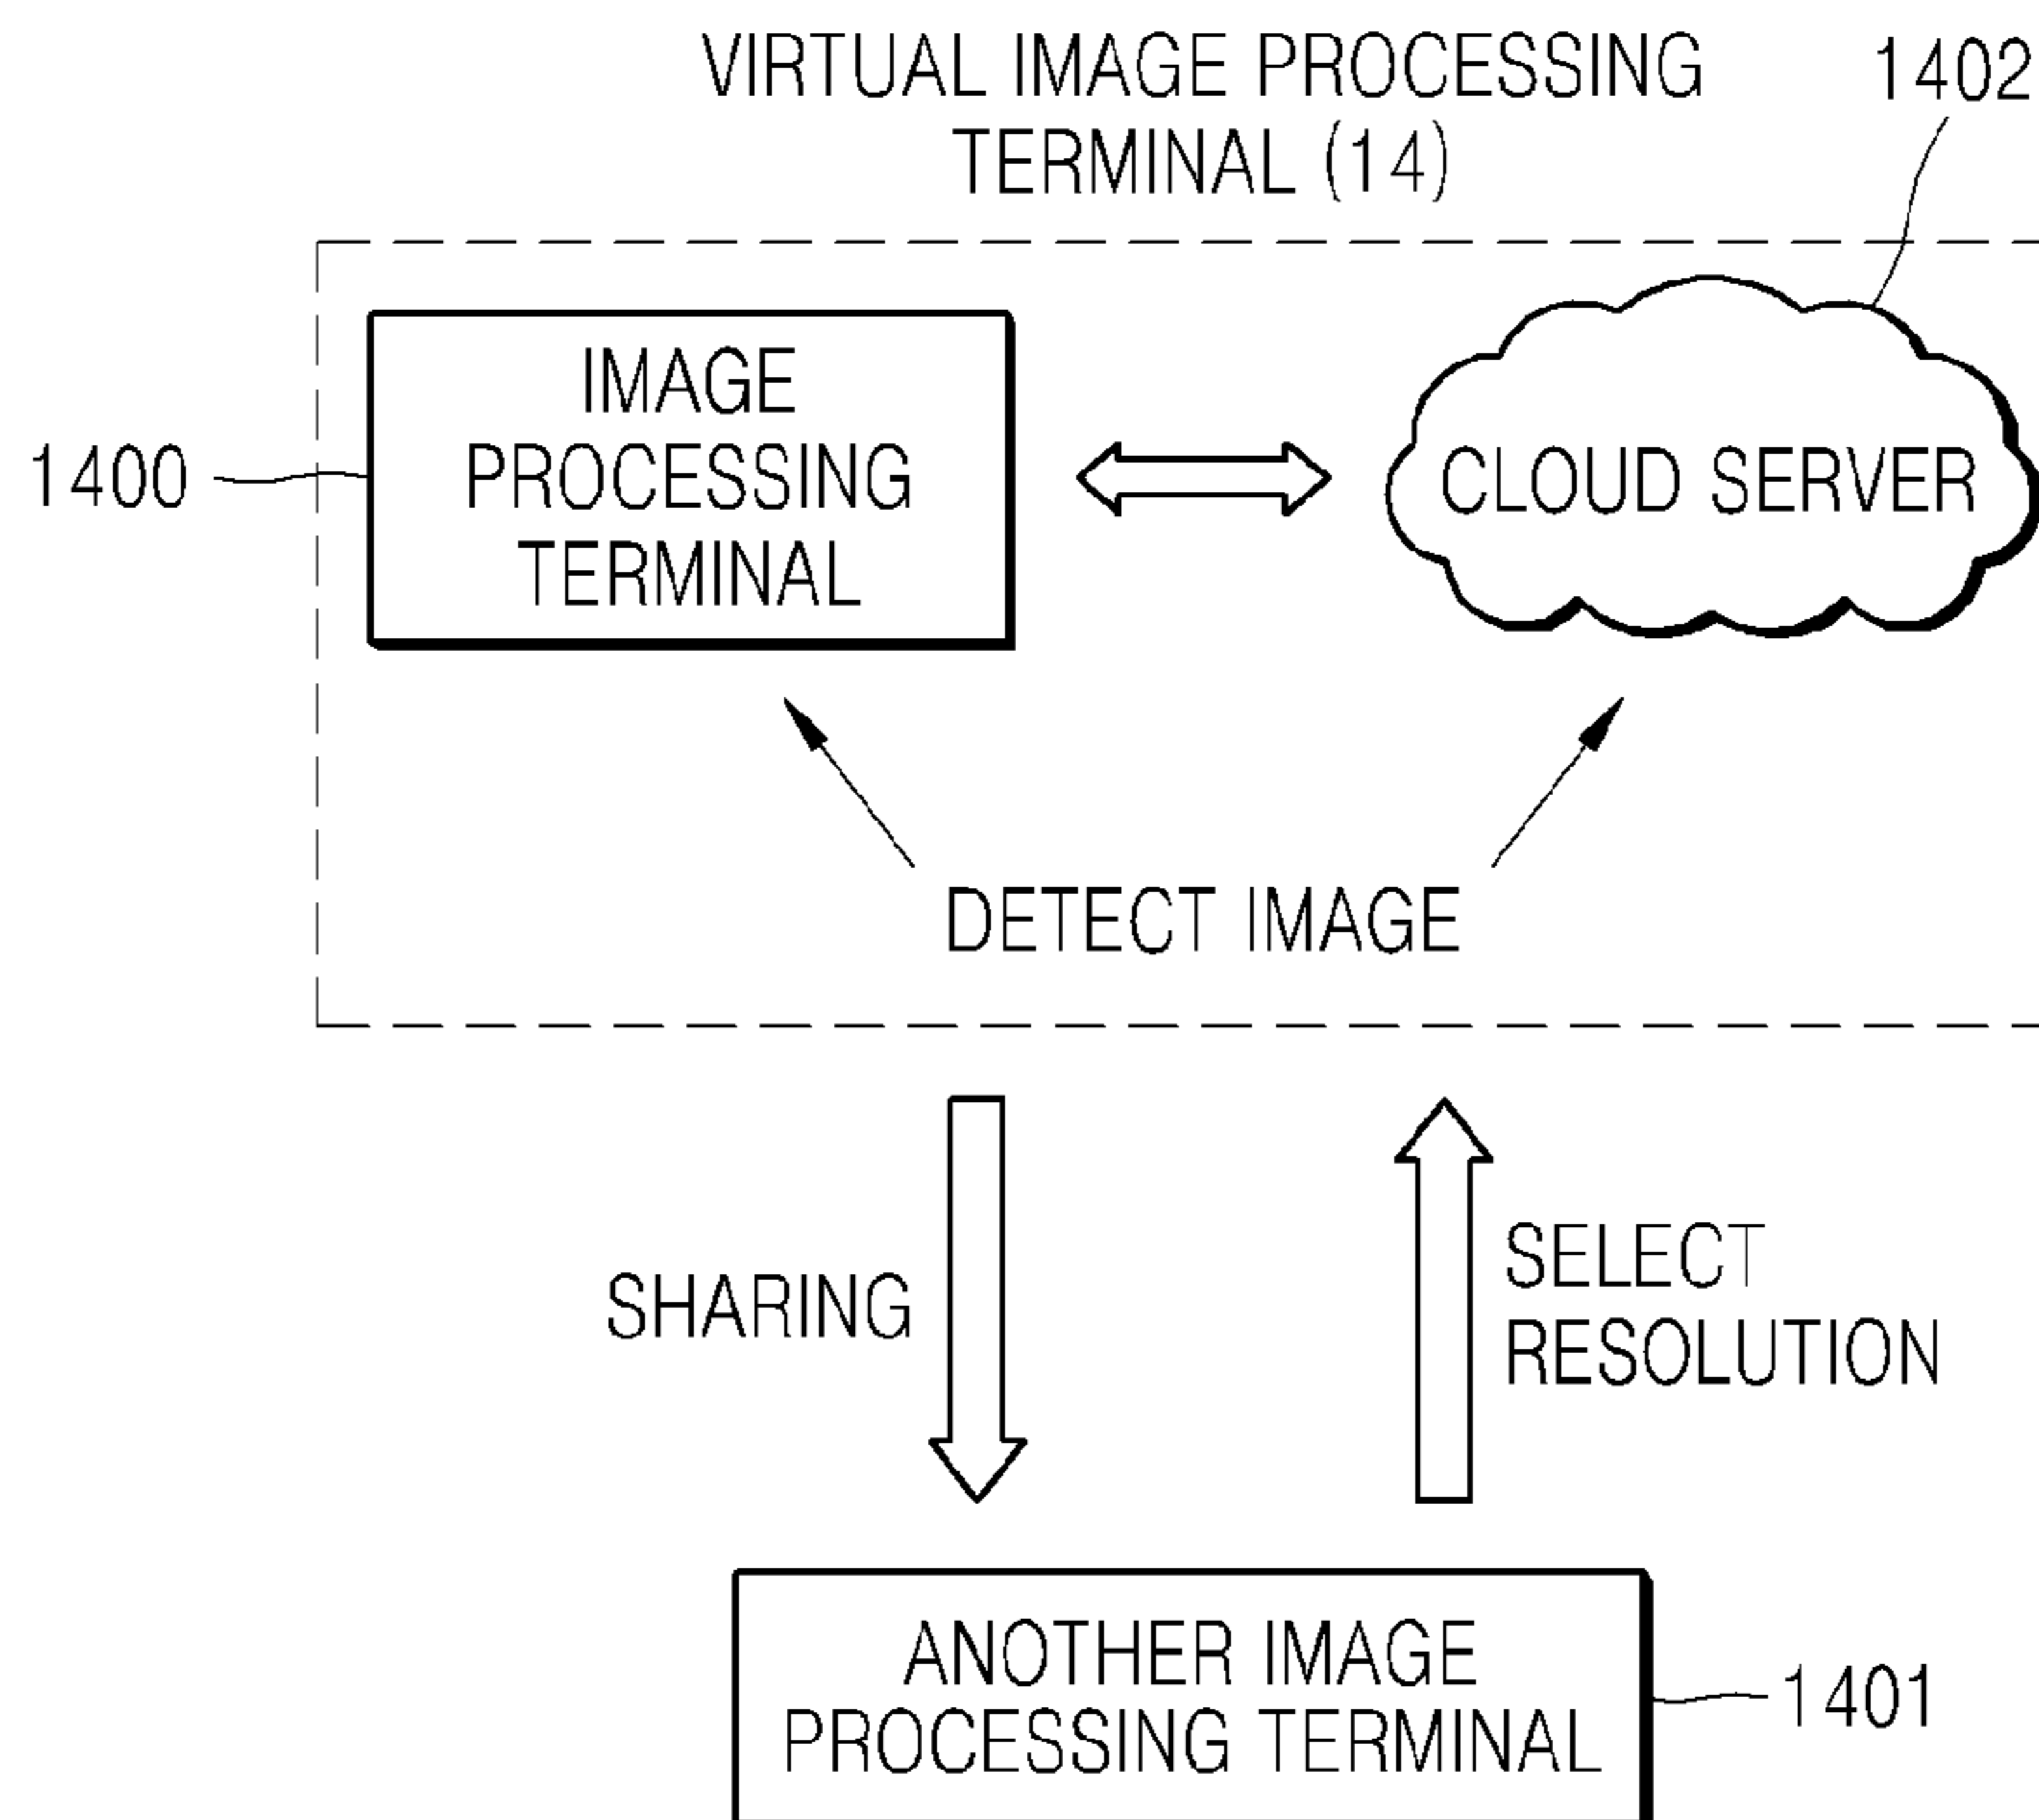 VIRTUAL IMAGE PROCESSING
TERMINAL (14)
1402
IMAGE
PROCESSING
TERMINAL
1400
CLOUD SERVER
DETECT IMAGE
SHARING
SELECT
RESOLUTION
ANOTHER IMAGE
PROCESSING TERMINAL
1401